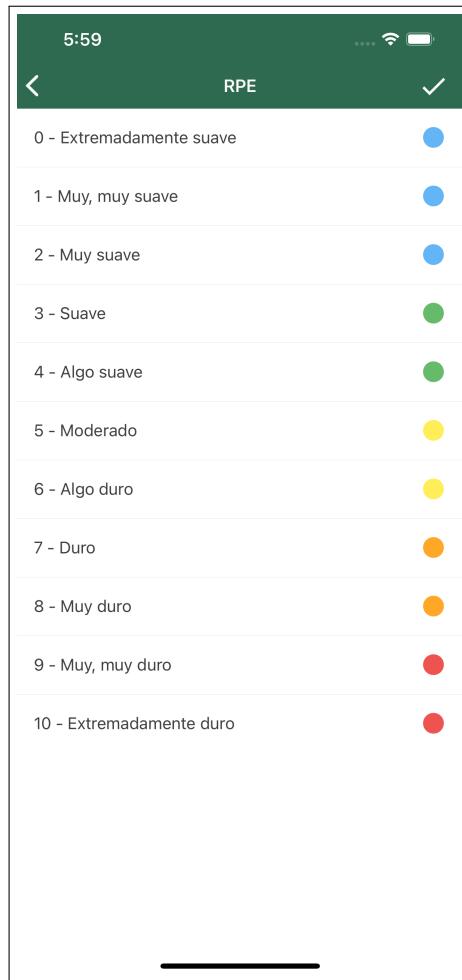 5:59
RPE
0 - Extremadamente suave
1 - Muy, muy suave
2 - Muy suave
3 - Suave
4 - Algo suave
5 - Moderado
6 - Algo duro
7 - Duro
8 - Muy duro
9 - Muy, muy duro
10 - Extremadamente duro